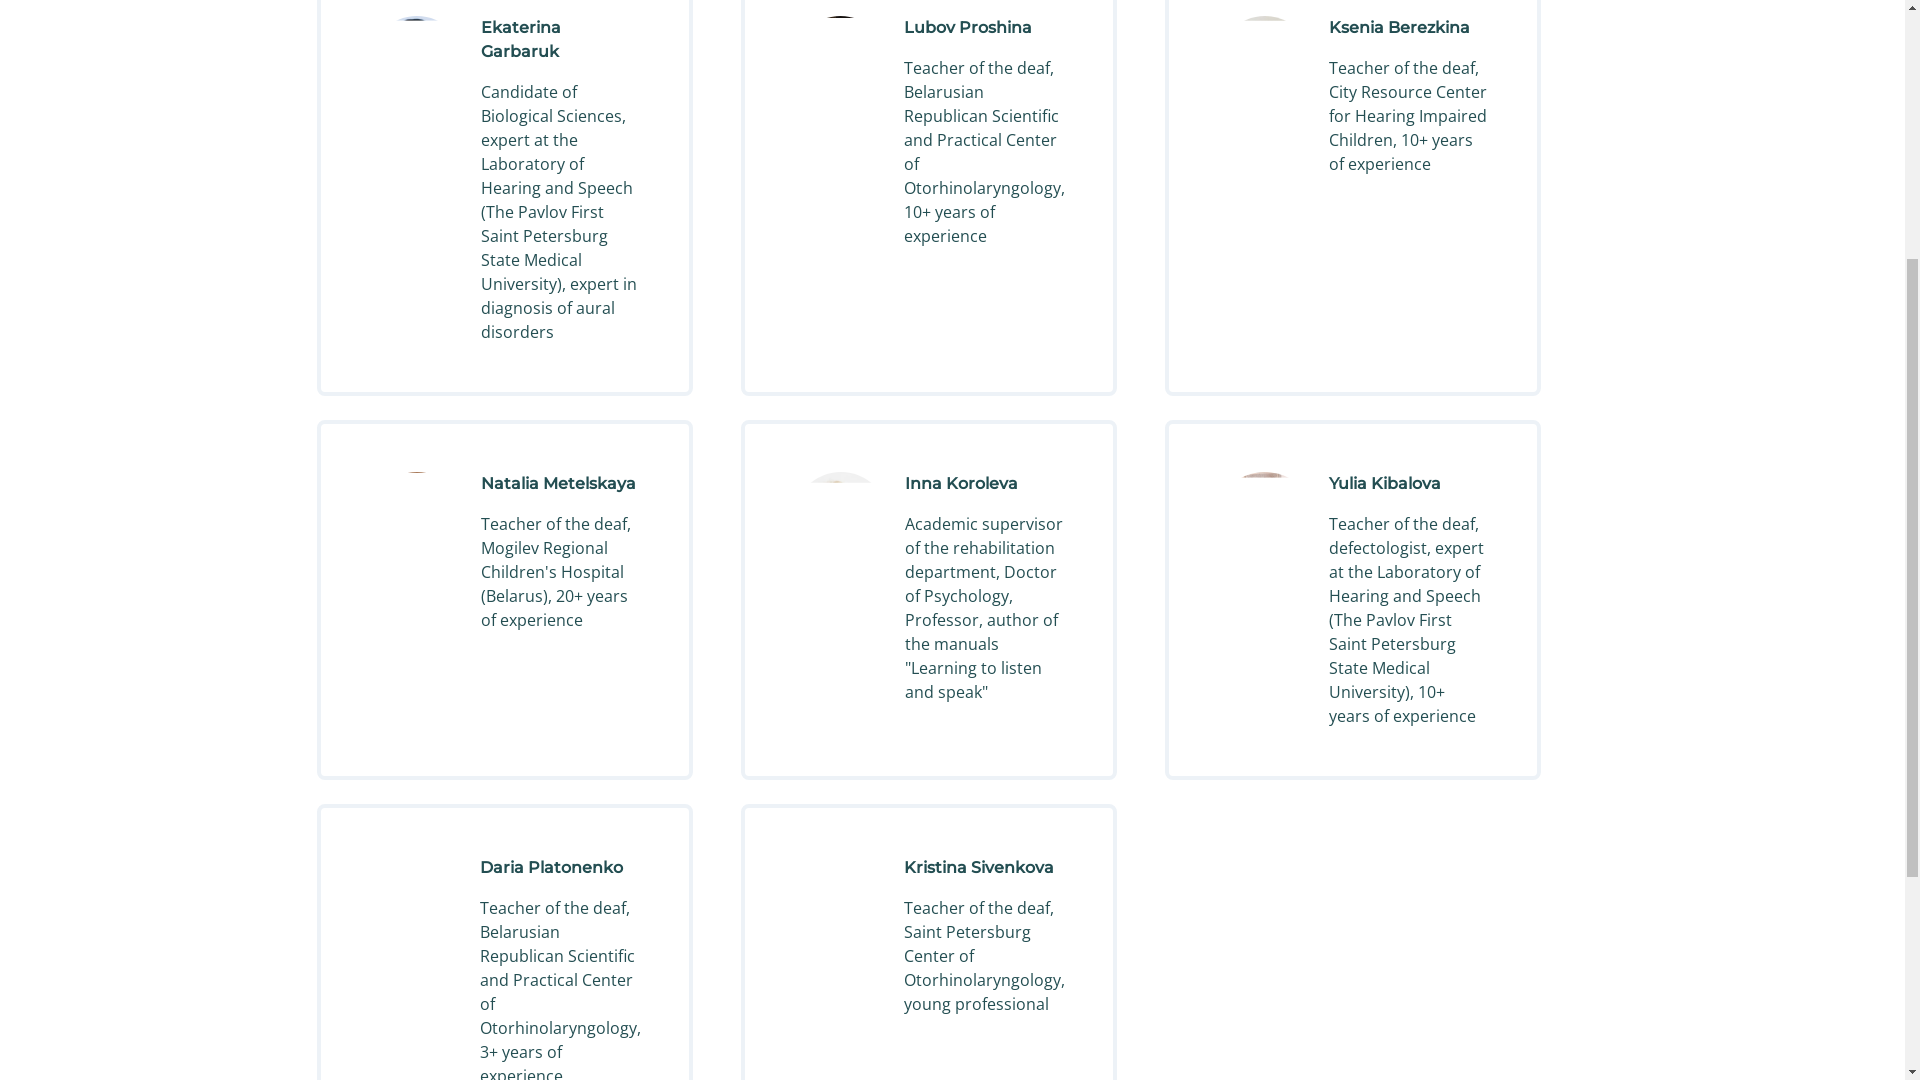 Ekaterina
Garbaruk
Candidate of
Biological Sciences,
expert at the
Laboratory of
Hearing and Speech
(The Pavlov First
Saint Petersburg
State Medical
University), expert in
diagnosis of aural
disorders
Lubov Proshina
Teacher of the deaf,
Belarusian
Republican Scientific
and Practical Center
of
Otorhinolaryngology,
10+ years of
experience
Ksenia Berezkina
Teacher of the deaf,
City Resource Center
for Hearing Impaired
Children, 10+ years
of experience
Natalia Metelskaya
Teacher of the deaf,
Mogilev Regional
Children's Hospital
(Belarus), 20+ years
of experience
Inna Koroleva
Academic supervisor
of the rehabilitation
department, Doctor
of Psychology,
Professor, author of
the manuals
"Learning to listen
and speak"
Yulia Kibalova
Teacher of the deaf,
defectologist, expert
at the Laboratory of
Hearing and Speech
(The Pavlov First
Saint Petersburg
State Medical
University), 10+
years of experience
Daria Platonenko
Teacher of the deaf,
Belarusian
Republican Scientific
and Practical Center
of
Otorhinolaryngology,
3+ years of
experience
Kristina Sivenkova
Teacher of the deaf,
Saint Petersburg
Center of
Otorhinolaryngology,
young professional